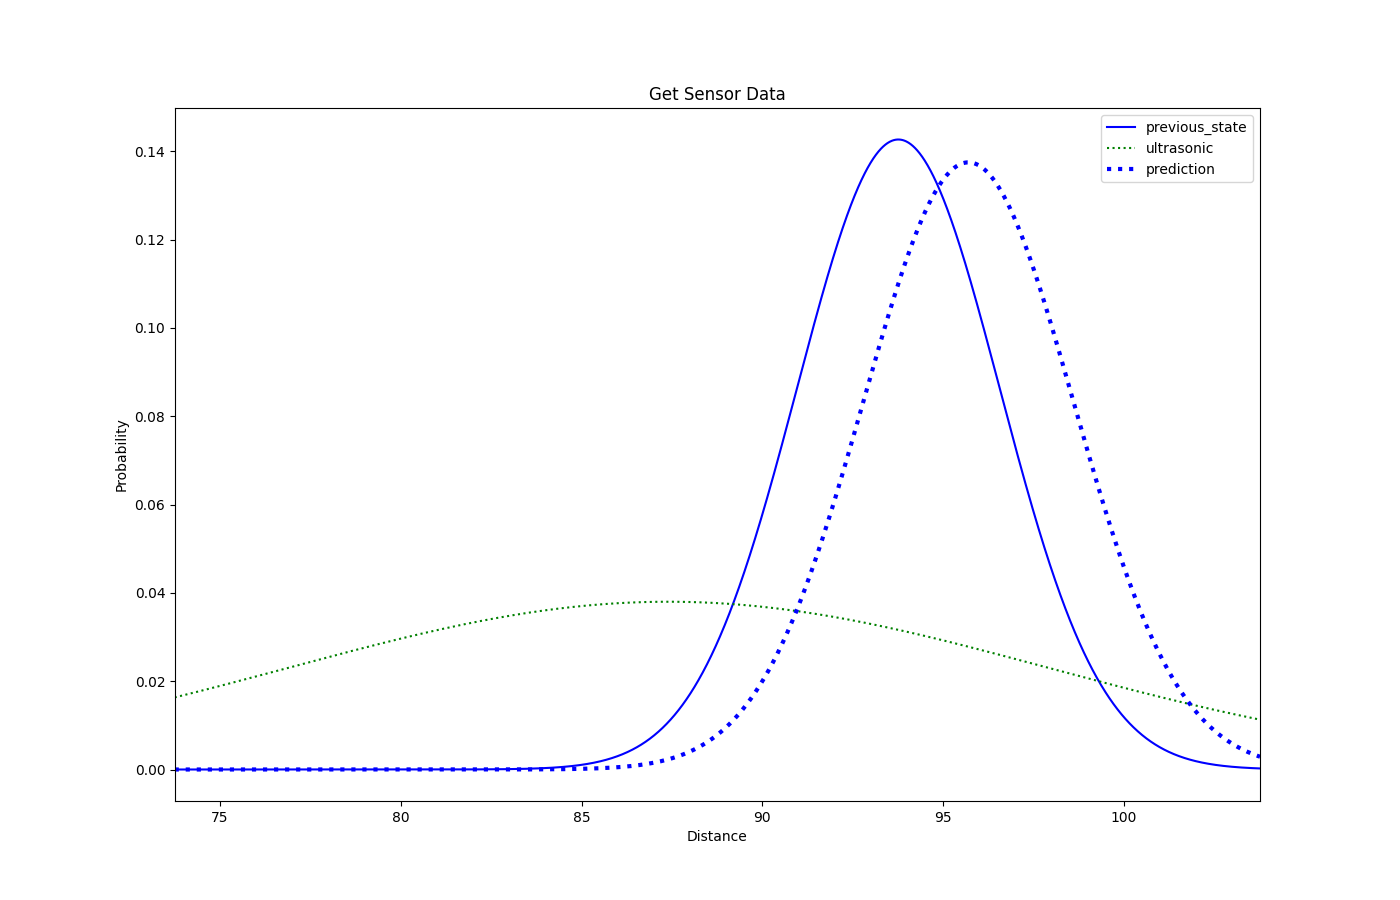 Get Sensor Data
previous_state
ultrasonic
prediction
0.14
0.12
0.10
0.08
0.06
0.04
0.02
0.00
Probability
75 80 85 90 95 100
Distance